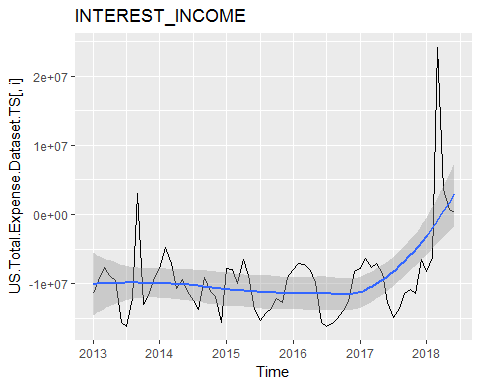 INTEREST_INCOME
US.Total.Expense.Dataset.TS[, i]
2e+07
1e+07
0e+00
-1e+07
2013 2014 2015 2016 2017 2018
Time